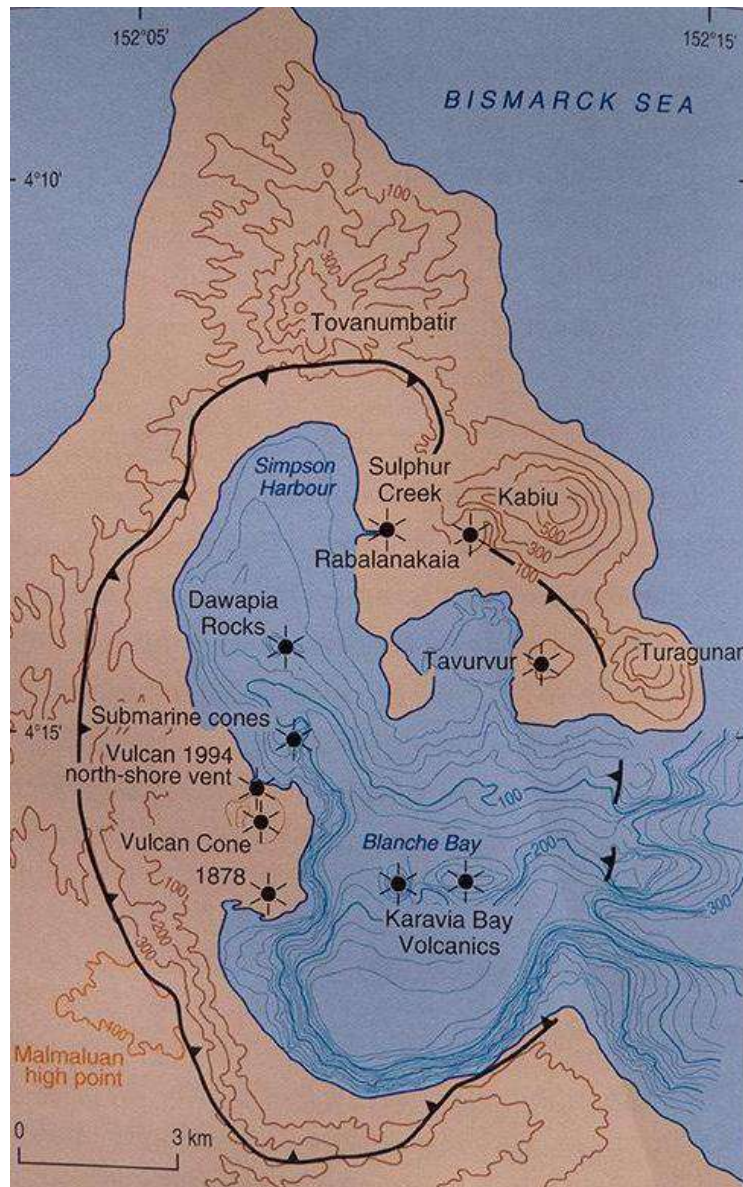 152°05'
152°15'
BISMARCK SEA
4°10'
100
300
Tovanumbatir
Simpson
Harbour
Sulphur
Creek
Kabiu
500
300
Rabalanakaia
100
Dawapia
Rocks
Tavurvur
Turagunan
4°15'
Submarine cones
Vulcan 1994
north-shore vent
100
Vulcan Cone
Blanche Bay
200
1878
100
200
300
Karavia Bay
Volcanics
300
400
Malmaluan
high point
0
3 km